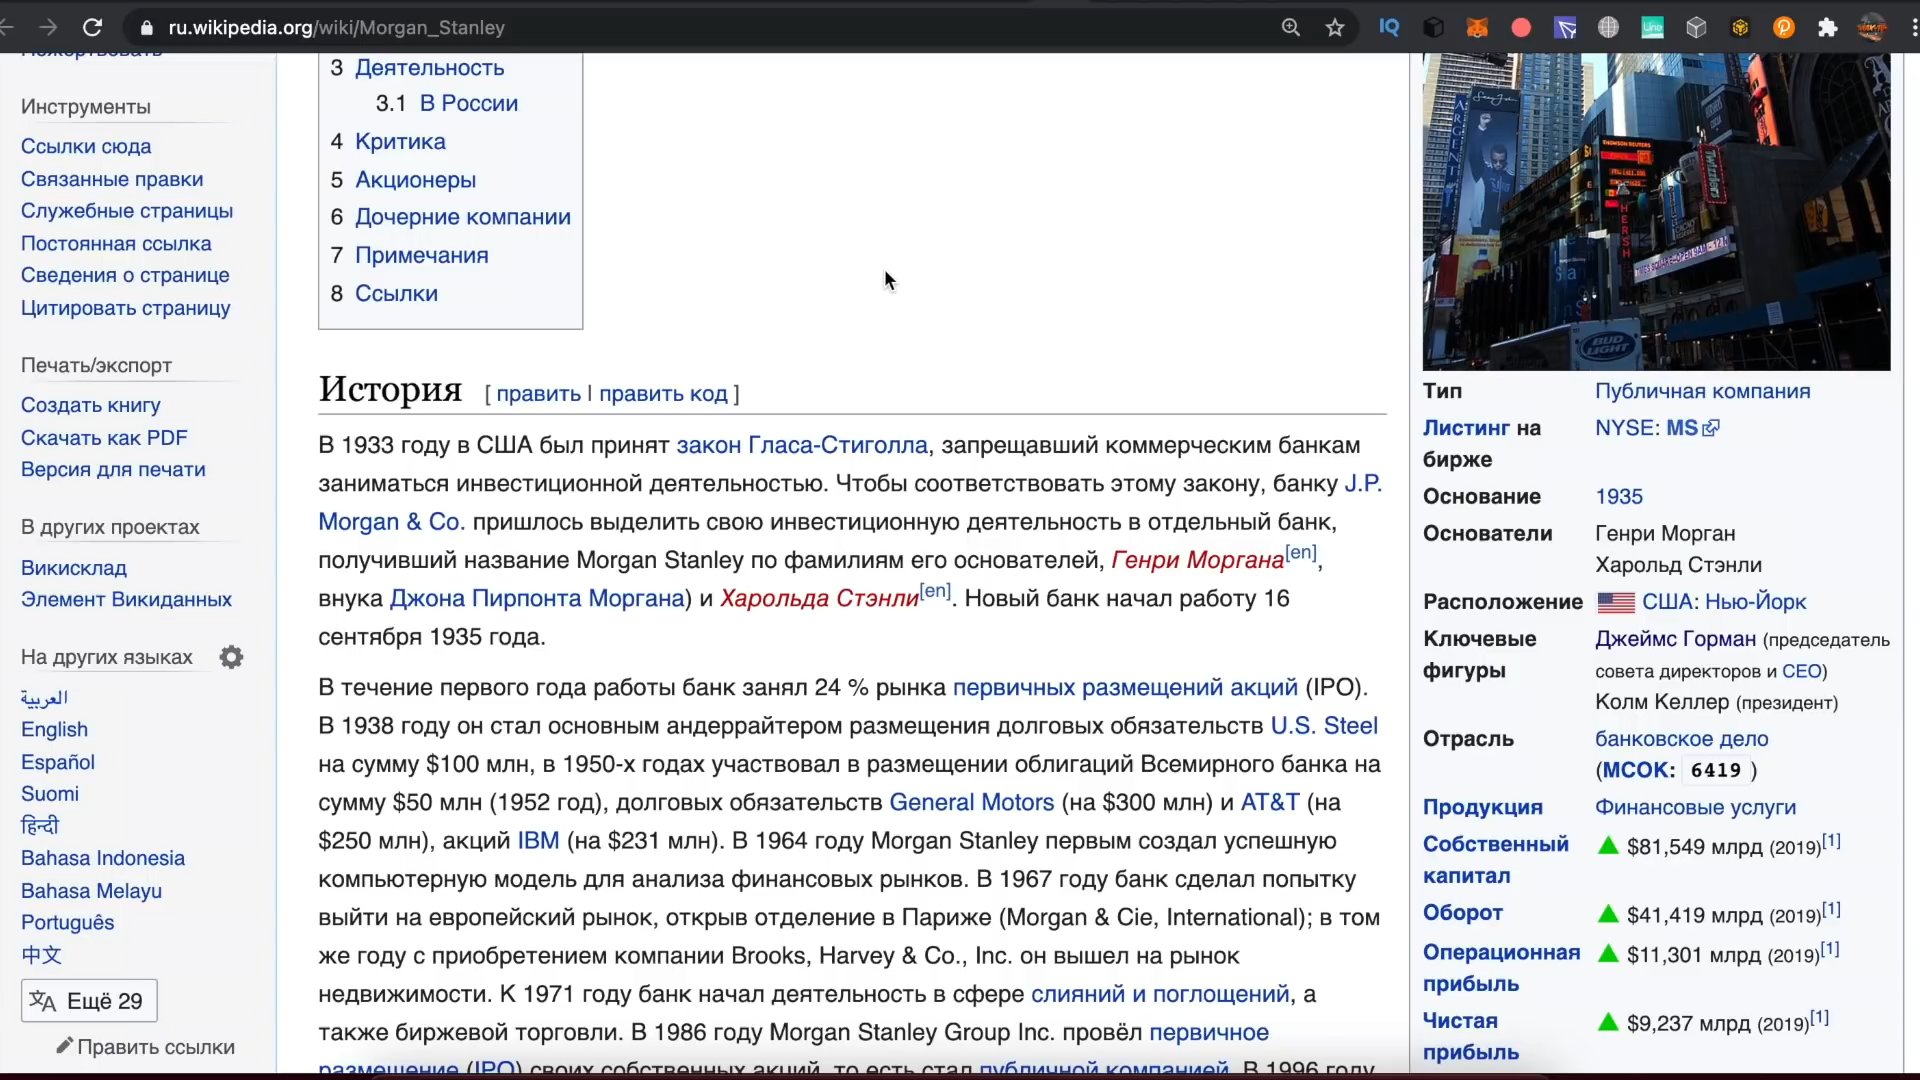 ru.wikipedia.org/wiki/Morgan_Stanley
Пожертвовать
Инструменты
Ссылки сюда
Связанные правки
Служебные страницы
Постоянная ссылка
Сведения о странице
Цитировать страницу
Печать/экспорт
Создать книгу
Скачать как PDF
Версия для печати
В других проектах
Викисклад
Элемент Викиданных
На других языках
العربية
English
Español
Suomi
हिन्दी
Bahasa Indonesia
Bahasa Melayu
Português
中文
Ещё 29
Править ссылки
3 Деятельность
3.1 В России
4 Критика
5 Акционеры
6 Дочерние компании
7 Примечания
8 Ссылки
История [ править | править код ]
В 1933 году в США был принят закон Гласа-Стиголла, запрещавший коммерческим банкам
заниматься инвестиционной деятельностью. Чтобы соответствовать этому закону, банку J.P.
Morgan & Co. пришлось выделить свою инвестиционную деятельность в отдельный банк,
получивший название Morgan Stanley по фамилиям его основателей, Генри Моргана[en],
внука Джона Пирпонта Моргана) и Харольда Стэнли[en]. Новый банк начал работу 16
сентября 1935 года.
В течение первого года работы банк занял 24 % рынка первичных размещений акций (IPO).
В 1938 году он стал основным андеррайтером размещения долговых обязательств U.S. Steel
на сумму $100 млн, в 1950-х годах участвовал в размещении облигаций Всемирного банка на
сумму $50 млн (1952 год), долговых обязательств General Motors (на $300 млн) и AT&T (на
$250 млн), акций IBM (на $231 млн). В 1964 году Morgan Stanley первым создал успешную
компьютерную модель для анализа финансовых рынков. В 1967 году банк сделал попытку
выйти на европейский рынок, открыв отделение в Париже (Morgan & Cie, International); в том
же году с приобретением компании Brooks, Harvey & Co., Inc. он вышел на рынок
недвижимости. К 1971 году банк начал деятельность в сфере слияний и поглощений, а
также биржевой торговли. В 1986 году Morgan Stanley Group Inc. провёл первичное
размещение (IPO) своих собственных акций, то есть стал публичной компанией. В 1996 году
BUD LIGHT
Тип Публичная компания
Листинг на бирже NYSE: MS
Основание 1935
Основатели Генри Морган
Харольд Стэнли
Расположение США: Нью-Йорк
Ключевые фигуры Джеймс Горман (председатель
совета директоров и CEO)
Колм Келлер (президент)
Отрасль банковское дело
(МСОК: 6419 )
Продукция Финансовые услуги
Собственный капитал $81,549 млрд (2019)[1]
Оборот $41,419 млрд (2019)[1]
Операционная прибыль $11,301 млрд (2019)[1]
Чистая прибыль $9,237 млрд (2019)[1]